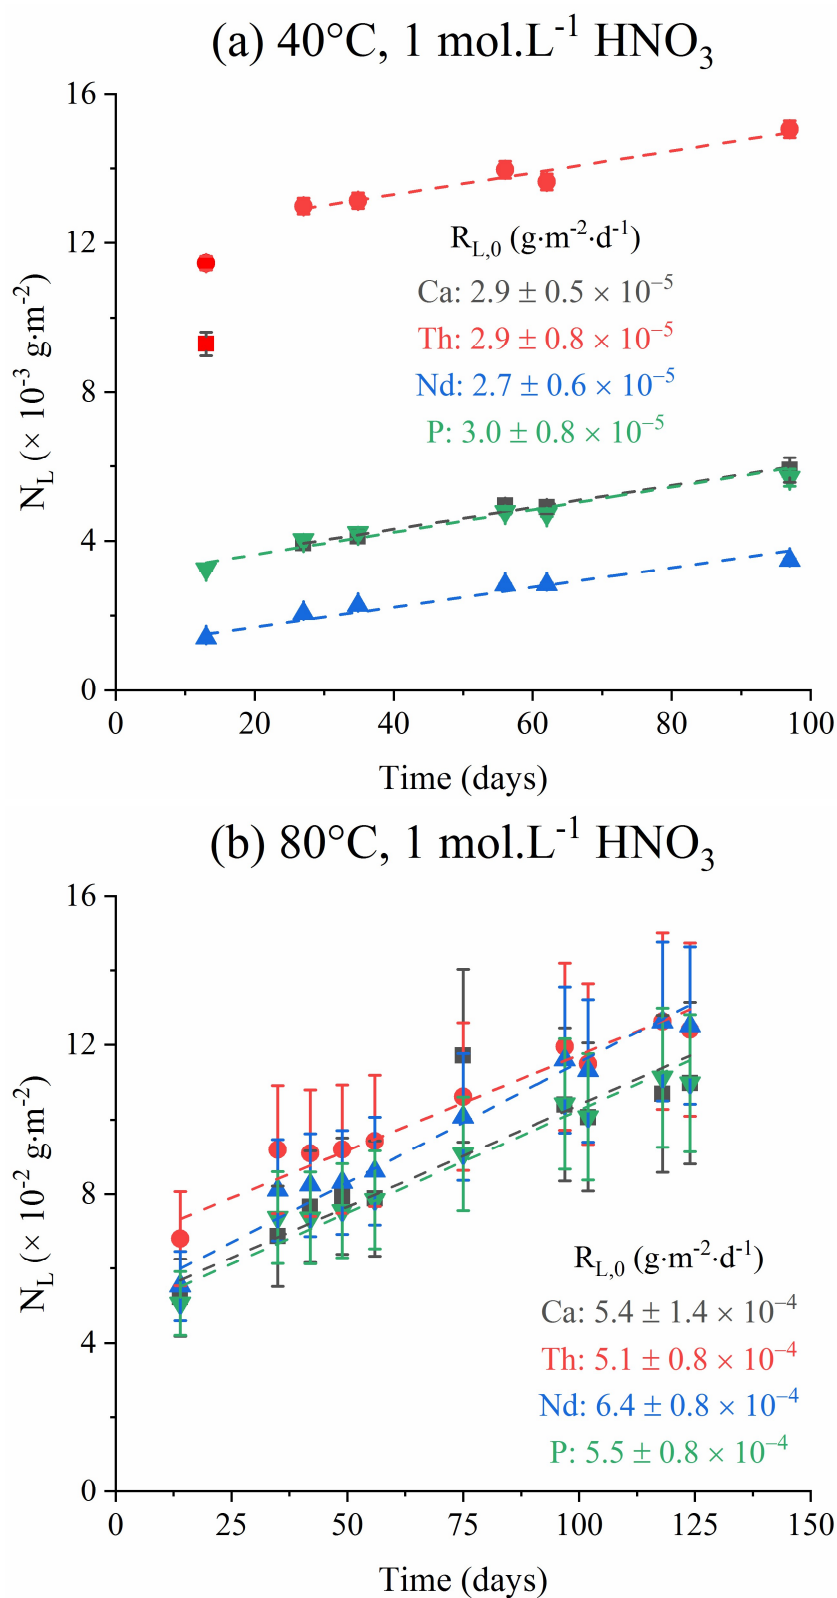 (a) 40°C, 1 mol.L⁻¹ HNO₃
16
12
8
4
0
N_L (× 10⁻³ g·m⁻²)
R_L,0 (g·m⁻²·d⁻¹)
Ca: 2.9 ± 0.5 × 10⁻⁵
Th: 2.9 ± 0.8 × 10⁻⁵
Nd: 2.7 ± 0.6 × 10⁻⁵
P: 3.0 ± 0.8 × 10⁻⁵
0 20 40 60 80 100
Time (days)
(b) 80°C, 1 mol.L⁻¹ HNO₃
16
12
8
4
0
N_L (× 10⁻² g·m⁻²)
R_L,0 (g·m⁻²·d⁻¹)
Ca: 5.4 ± 1.4 × 10⁻⁴
Th: 5.1 ± 0.8 × 10⁻⁴
Nd: 6.4 ± 0.8 × 10⁻⁴
P: 5.5 ± 0.8 × 10⁻⁴
0 25 50 75 100 125 150
Time (days)